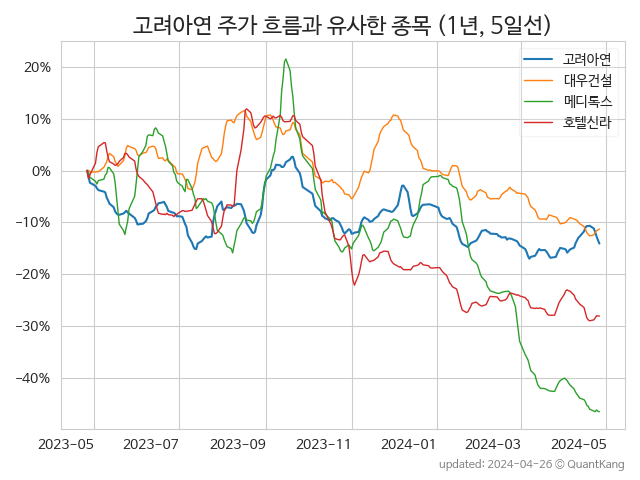 고려아연 주가 흐름과 유사한 종목 (1년, 5일선)
고려아연
대우건설
메디톡스
호텔신라
20%
10%
0%
−10%
−20%
−30%
−40%
2023-05 2023-07 2023-09 2023-11 2024-01 2024-03 2024-05
updated: 2024-04-26 © QuantKang